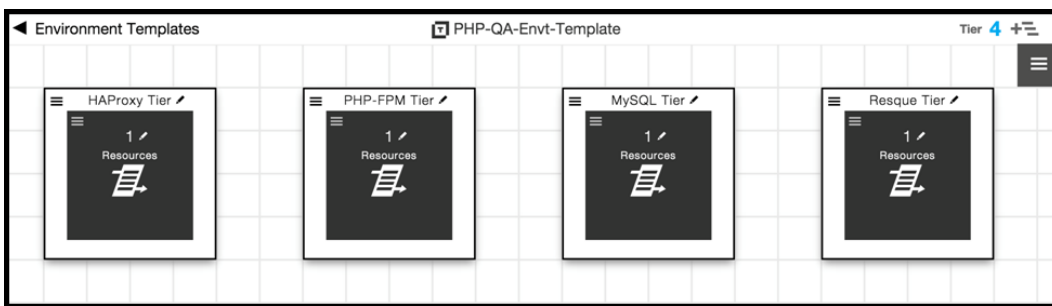 Environment Templates
T PHP-QA-Envt-Template
Tier 4
HAProxy Tier
PHP-FPM Tier
MySQL Tier
Resque Tier
1
Resources
1
Resources
1
Resources
1
Resources